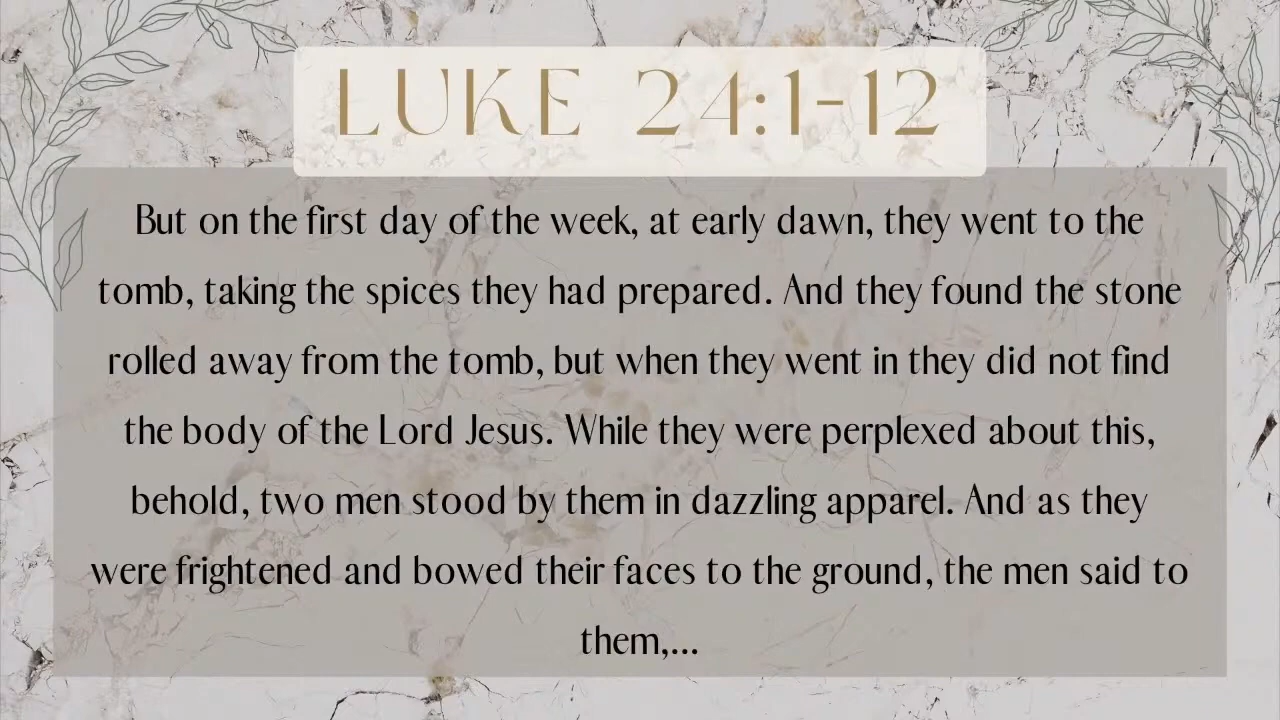 LUKE 24:1-12
But on the first day of the week, at early dawn, they went to the
tomb, taking the spices they had prepared. And they found the stone
rolled away from the tomb, but when they went in they did not find
the body of the Lord Jesus. While they were perplexed about this,
behold, two men stood by them in dazzling apparel. And as they
were frightened and bowed their faces to the ground, the men said to
them,...